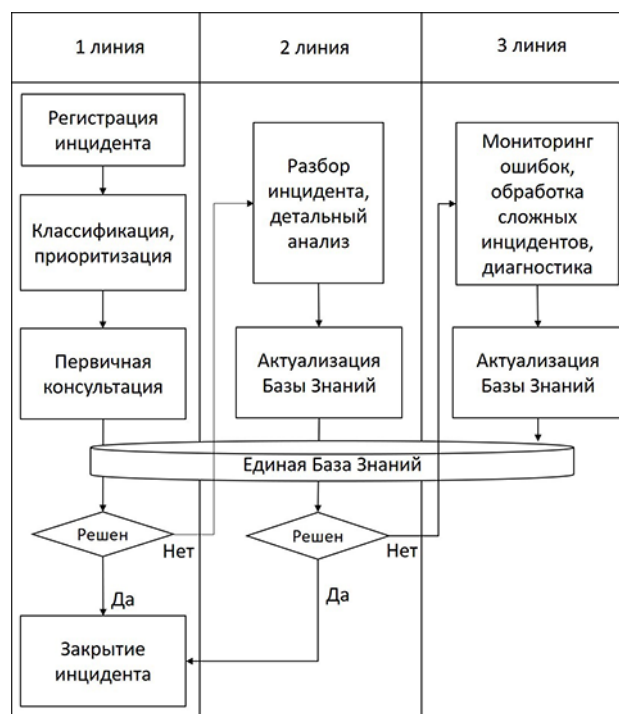 1 линия
2 линия
3 линия
Регистрация
инцидента
Классификация,
приоритизация
Первичная
консультация
Разбор
инцидента,
детальный
анализ
Актуализация
Базы Знаний
Мониторинг
ошибок,
обработка
сложных
инцидентов,
диагностика
Актуализация
Базы Знаний
Единая База Знаний
Решен
Нет
Да
Решен
Нет
Да
Закрытие
инцидента